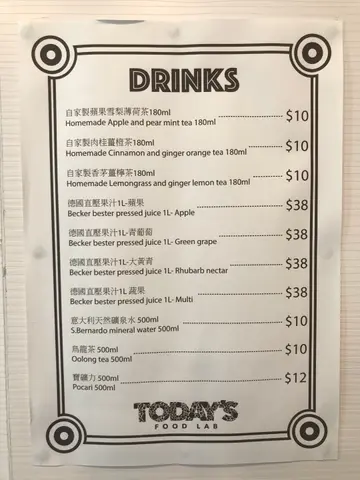 DRINKS
自家製蘋果雪梨薄荷茶180ml
Homemade Apple and pear mint tea 180ml $10
自家製肉桂薑橙茶180ml
Homemade Cinnamon and ginger orange tea 180ml $10
自家製香茅薑檸茶180ml
Homemade Lemongrass and ginger lemon tea 180ml $10
德國直壓果汁1L-蘋果
Becker bester pressed juice 1L- Apple $38
德國直壓果汁1L-青葡萄
Becker bester pressed juice 1L- Green grape $38
德國直壓果汁1L-大黃青
Becker bester pressed juice 1L- Rhubarb nectar $38
德國直壓果汁1L 蔬果
Becker bester pressed juice 1L- Multi $38
意大利天然礦泉水 500ml
S.Bernardo mineral water 500ml $10
烏龍茶 500ml
Oolong tea 500ml $10
寶礦力 500ml
Pocari 500ml $12
TODAY'S
FOOD LAB